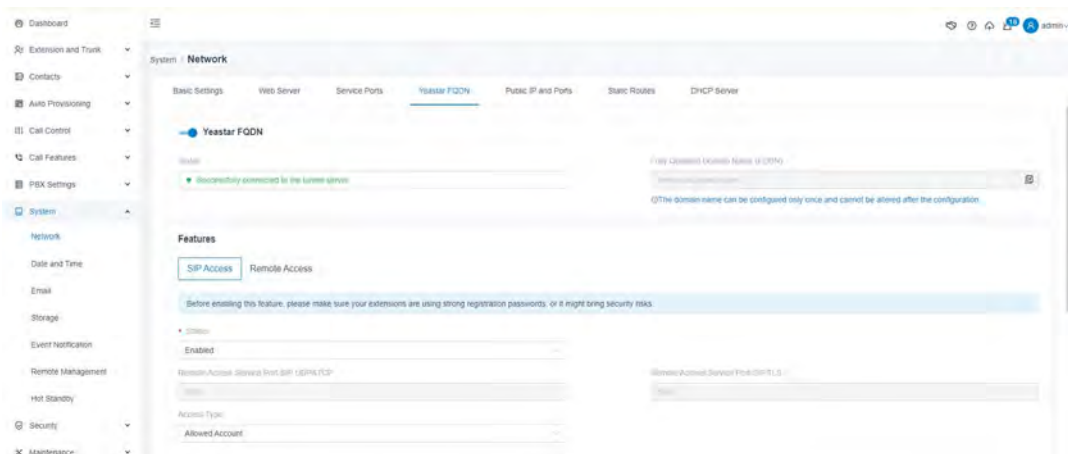 Dashboard
Extension and Trunk
Contacts
Auto Provisioning
Call Control
Call Features
PBX Settings
System
Network
Date and Time
Email
Storage
Event Notification
Remote Management
Hot Standby
Security
Maintenance
16
A admin
System / Network
Basic Settings Web Server Service Ports Yeastar FQDN Public IP and Ports Static Routes DHCP Server
Yeastar FQDN
Status
Fully Qualified Domain Name (FQDN)
Successfully connected to the tunnel server.
The domain name can be configured only once and cannot be altered after the configuration.
Features
SIP Access Remote Access
Before enabling this feature, please make sure your extensions are using strong registration passwords, or it might bring security risks.
* Status
Enabled
Remote Access Service Port SIP UDP&TCP
Remote Access Service Port SIP TLS
Access Type
Allowed Account